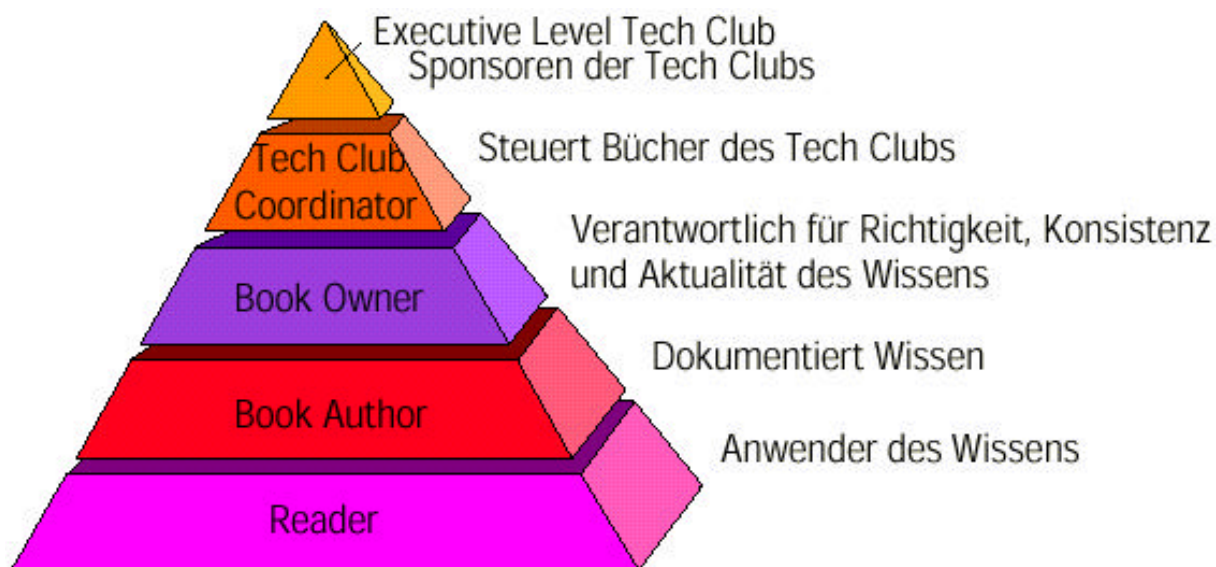 Executive Level Tech Club
Sponsoren der Tech Clubs
Tech Club
Coordinator
Steuert Bücher des Tech Clubs
Book Owner
Verantwortlich für Richtigkeit, Konsistenz
und Aktualität des Wissens
Book Author
Dokumentiert Wissen
Reader
Anwender des Wissens